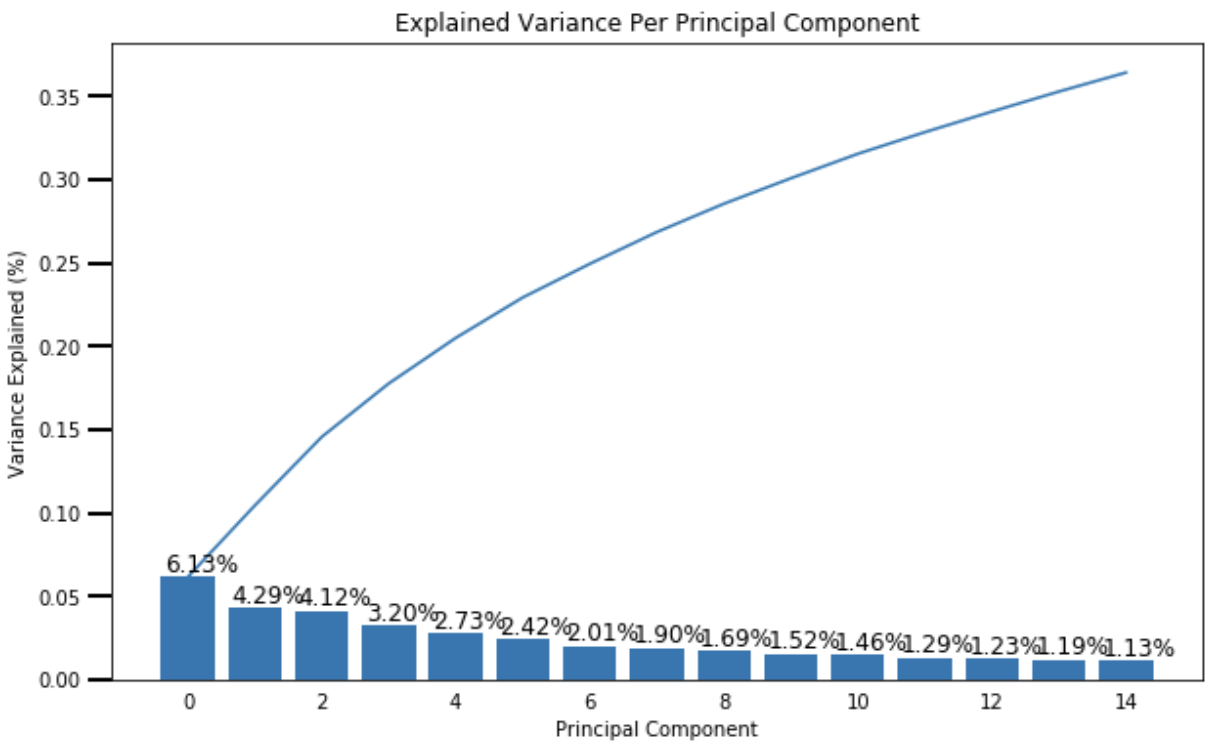 Explained Variance Per Principal Component
Variance Explained (%)
0.35
0.30
0.25
0.20
0.15
0.10
0.05
0.00
6.13% 4.29% 4.12% 3.20% 2.73% 2.42% 2.01% 1.90% 1.69% 1.52% 1.46% 1.29% 1.23% 1.19% 1.13%
0 2 4 6 8 10 12 14
Principal Component